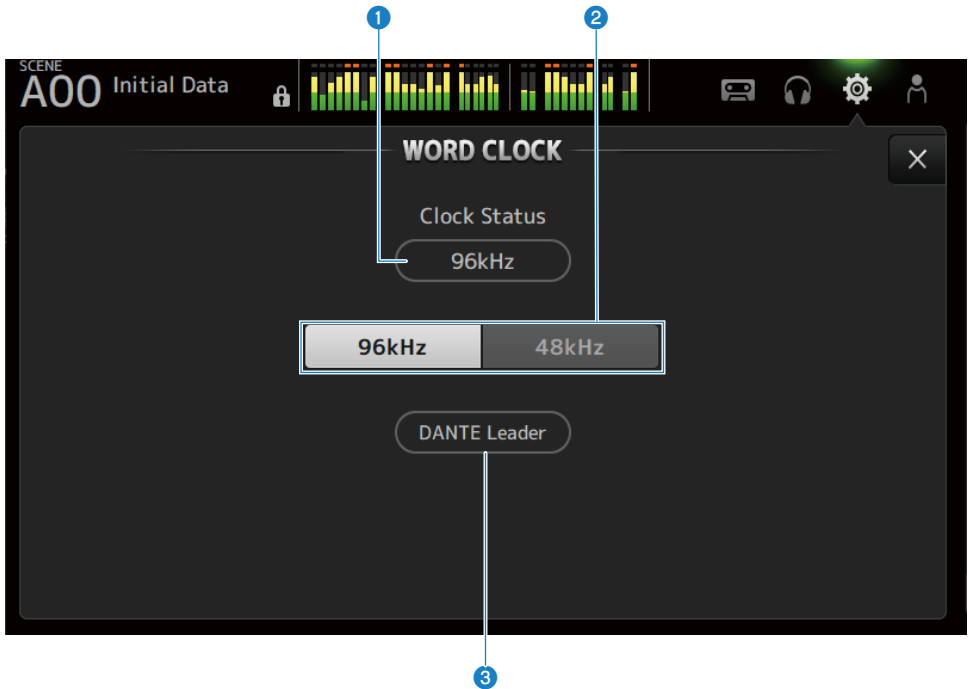 1 2
SCENE
A00 Initial Data
WORD CLOCK
Clock Status
96kHz
96kHz 48kHz
DANTE Leader
3